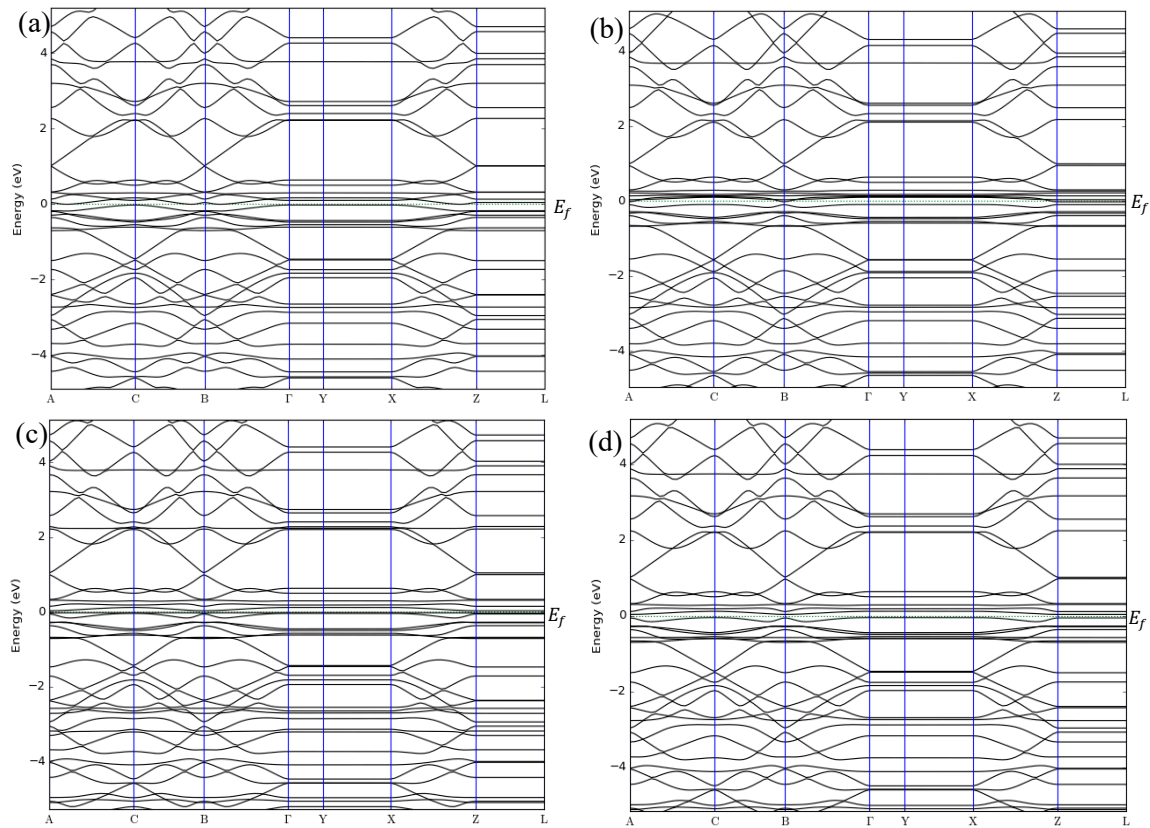 (a)
4
2
0
−2
−4
Energy (eV)
E_f
A C B Γ Y X Z L
(b)
4
2
0
−2
−4
Energy (eV)
E_f
A C B Γ Y X Z L
(c)
4
2
0
−2
−4
Energy (eV)
E_f
A C B Γ Y X Z L
(d)
4
2
0
−2
−4
Energy (eV)
E_f
A C B Γ Y X Z L